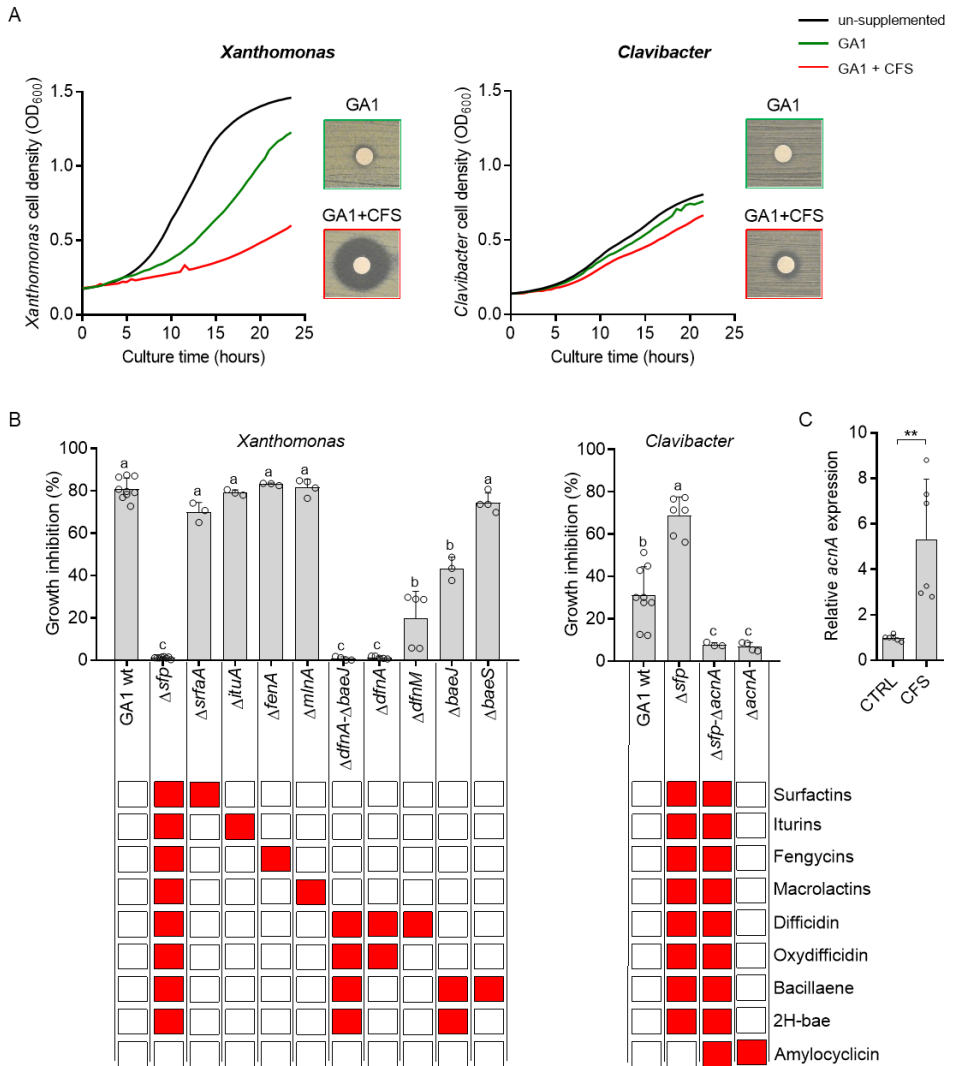 A
un-supplemented
GA1
GA1 + CFS
Xanthomonas
Clavibacter
Xanthomonas cell density (OD600)
1.5
1.0
0.5
0.0
0 5 10 15 20 25
Culture time (hours)
GA1
GA1+CFS
Clavibacter cell density (OD600)
1.5
1.0
0.5
0.0
0 5 10 15 20 25
Culture time (hours)
GA1
GA1+CFS
B
Xanthomonas
Growth inhibition (%)
100
80
60
40
20
0
a c a a a a c c b b a
GA1 wt
Δsfp
ΔsrfaA
ΔituA
ΔfenA
ΔmlnA
ΔdfnA-ΔbaeJ
ΔdfnA
ΔdfnM
ΔbaeJ
ΔbaeS
Clavibacter
Growth inhibition (%)
100
80
60
40
20
0
b a c c
GA1 wt
Δsfp
Δsfp-ΔacnA
ΔacnA
C
Relative acnA expression
10
8
6
4
2
0
**
CTRL
CFS
Surfactins
Iturins
Fengycins
Macrolactins
Difficidin
Oxydifficidin
Bacillaene
2H-bae
Amylocyclicin